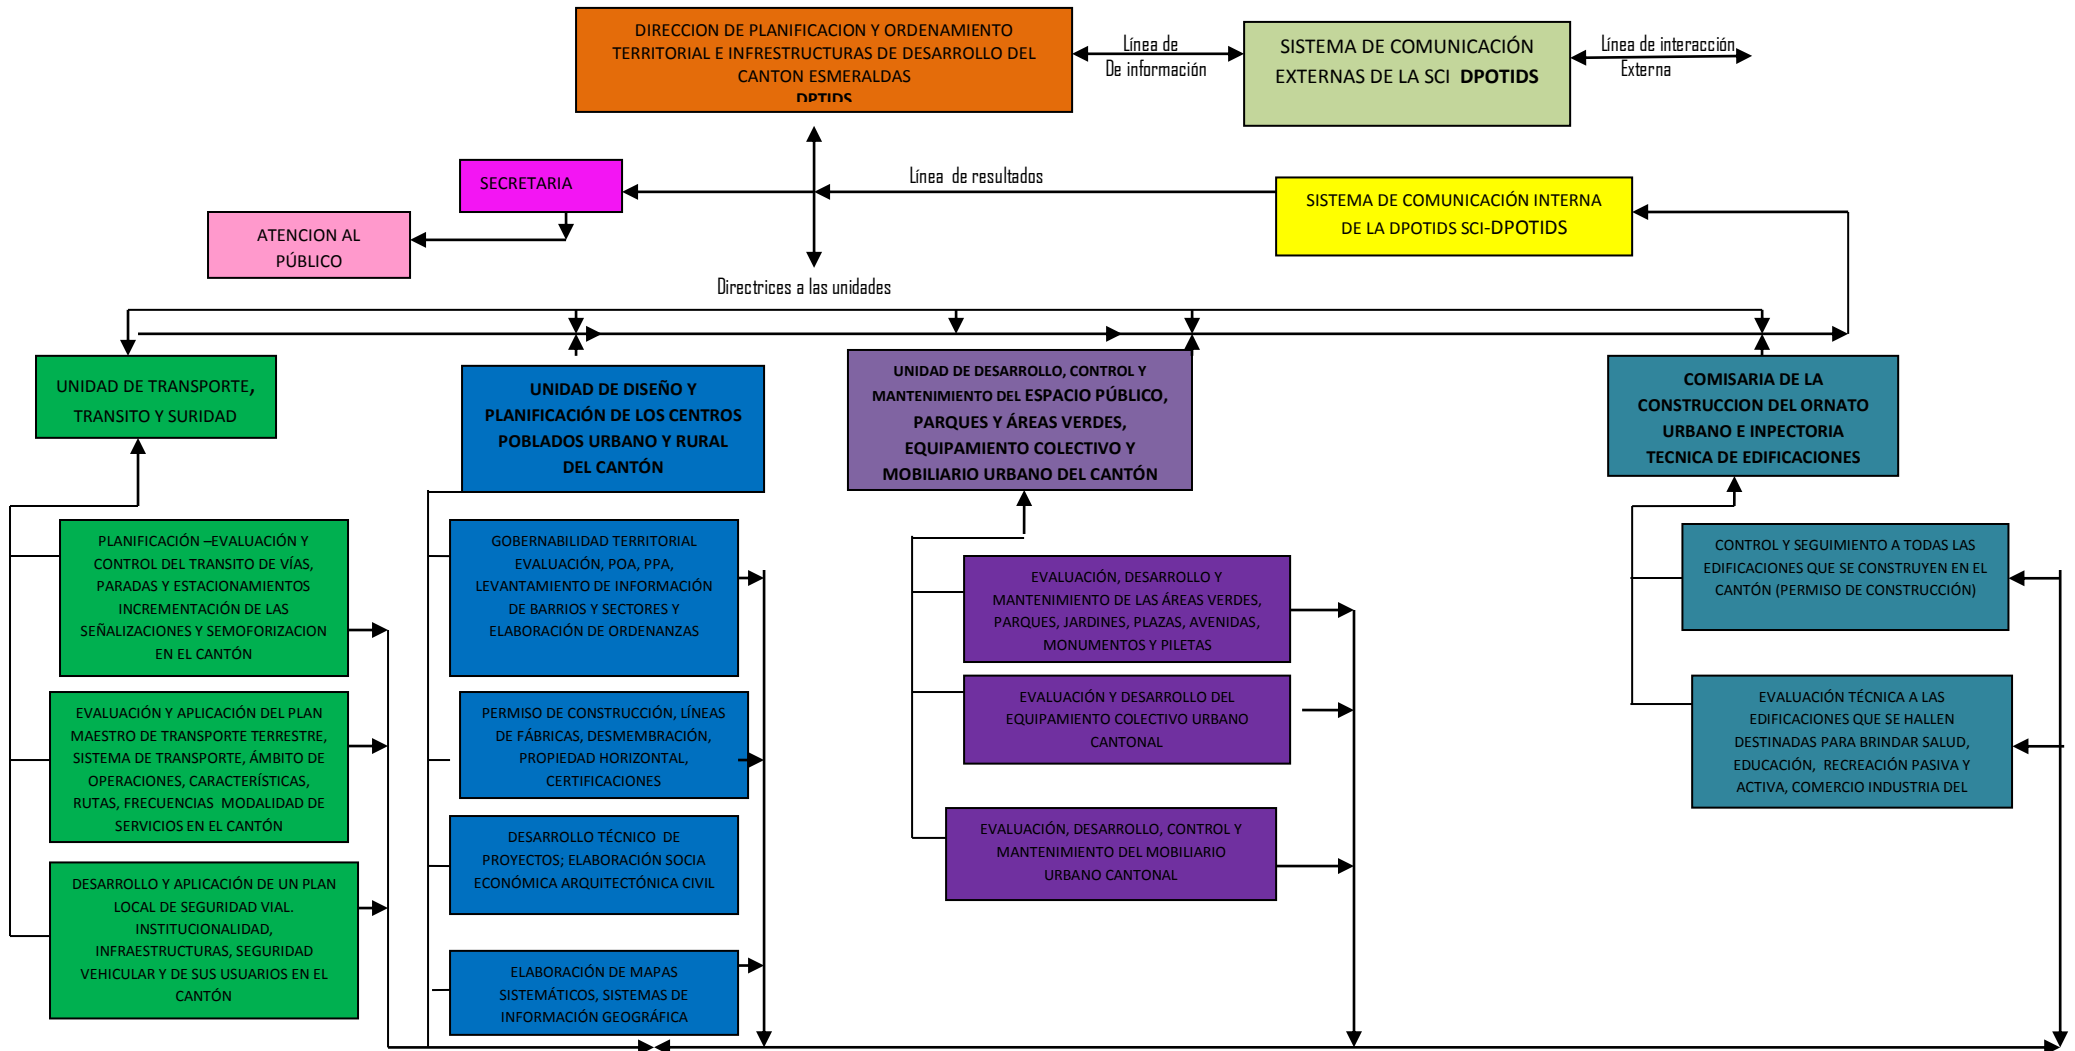 DIRECCION DE PLANIFICACION Y ORDENAMIENTO
TERRITORIAL E INFRESTRUCTURAS DE DESARROLLO DEL
CANTON ESMERALDAS
DPTIDS
Línea de
De información
SISTEMA DE COMUNICACIÓN
EXTERNAS DE LA SCI DPOTIDS
Línea de interacción
Externa
SECRETARIA
Línea de resultados
SISTEMA DE COMUNICACIÓN INTERNA
DE LA DPOTIDS SCI-DPOTIDS
ATENCION AL
PÚBLICO
Directrices a las unidades
UNIDAD DE TRANSPORTE,
TRANSITO Y SURIDAD
UNIDAD DE DISEÑO Y
PLANIFICACIÓN DE LOS CENTROS
POBLADOS URBANO Y RURAL
DEL CANTÓN
UNIDAD DE DESARROLLO, CONTROL Y
MANTENIMIENTO DEL ESPACIO PÚBLICO,
PARQUES Y ÁREAS VERDES,
EQUIPAMIENTO COLECTIVO Y
MOBILIARIO URBANO DEL CANTÓN
COMISARIA DE LA
CONSTRUCCION DEL ORNATO
URBANO E INPECTORIA
TECNICA DE EDIFICACIONES
PLANIFICACIÓN –EVALUACIÓN Y
CONTROL DEL TRANSITO DE VÍAS,
PARADAS Y ESTACIONAMIENTOS
INCREMENTACIÓN DE LAS
SEÑALIZACIONES Y SEMOFORIZACION
EN EL CANTÓN
EVALUACIÓN Y APLICACIÓN DEL PLAN
MAESTRO DE TRANSPORTE TERRESTRE,
SISTEMA DE TRANSPORTE, ÁMBITO DE
OPERACIONES, CARACTERÍSTICAS,
RUTAS, FRECUENCIAS MODALIDAD DE
SERVICIOS EN EL CANTÓN
DESARROLLO Y APLICACIÓN DE UN PLAN
LOCAL DE SEGURIDAD VIAL.
INSTITUCIONALIDAD,
INFRAESTRUCTURAS, SEGURIDAD
VEHICULAR Y DE SUS USUARIOS EN EL
CANTÓN
GOBERNABILIDAD TERRITORIAL
EVALUACIÓN, POA, PPA,
LEVANTAMIENTO DE INFORMACIÓN
DE BARRIOS Y SECTORES Y
ELABORACIÓN DE ORDENANZAS
PERMISO DE CONSTRUCCIÓN, LÍNEAS
DE FÁBRICAS, DESMEMBRACIÓN,
PROPIEDAD HORIZONTAL,
CERTIFICACIONES
DESARROLLO TÉCNICO DE
PROYECTOS; ELABORACIÓN SOCIA
ECONÓMICA ARQUITECTÓNICA CIVIL
ELABORACIÓN DE MAPAS
SISTEMÁTICOS, SISTEMAS DE
INFORMACIÓN GEOGRÁFICA
EVALUACIÓN, DESARROLLO Y
MANTENIMIENTO DE LAS ÁREAS VERDES,
PARQUES, JARDINES, PLAZAS, AVENIDAS,
MONUMENTOS Y PILETAS
EVALUACIÓN Y DESARROLLO DEL
EQUIPAMIENTO COLECTIVO URBANO
CANTONAL
EVALUACIÓN, DESARROLLO, CONTROL Y
MANTENIMIENTO DEL MOBILIARIO
URBANO CANTONAL
CONTROL Y SEGUIMIENTO A TODAS LAS
EDIFICACIONES QUE SE CONSTRUYEN EN EL
CANTÓN (PERMISO DE CONSTRUCCIÓN)
EVALUACIÓN TÉCNICA A LAS
EDIFICACIONES QUE SE HALLEN
DESTINADAS PARA BRINDAR SALUD,
EDUCACIÓN, RECREACIÓN PASIVA Y
ACTIVA, COMERCIO INDUSTRIA DEL